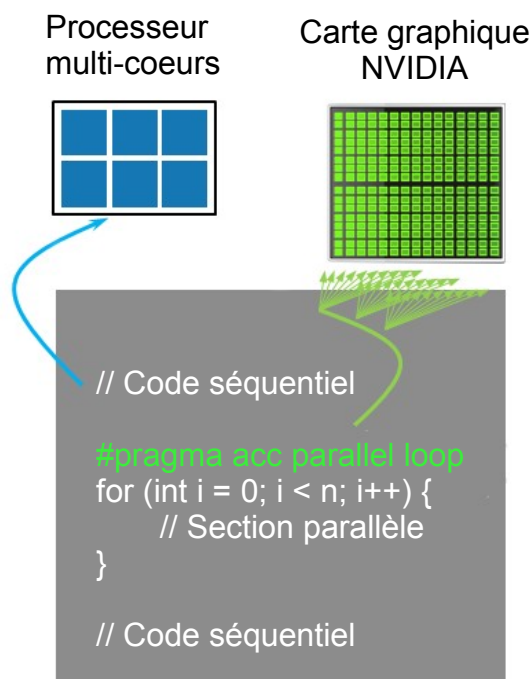 Processeur
multi-coeurs
Carte graphique
NVIDIA
// Code séquentiel
#pragma acc parallel loop
for (int i = 0; i < n; i++) {
// Section parallèle
}
// Code séquentiel